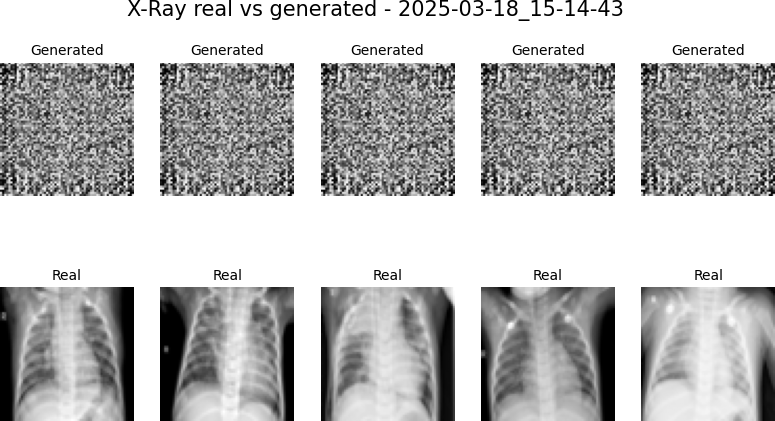 X-Ray real vs generated - 2025-03-18_15-14-43
Generated Generated Generated Generated Generated
Real Real Real Real Real